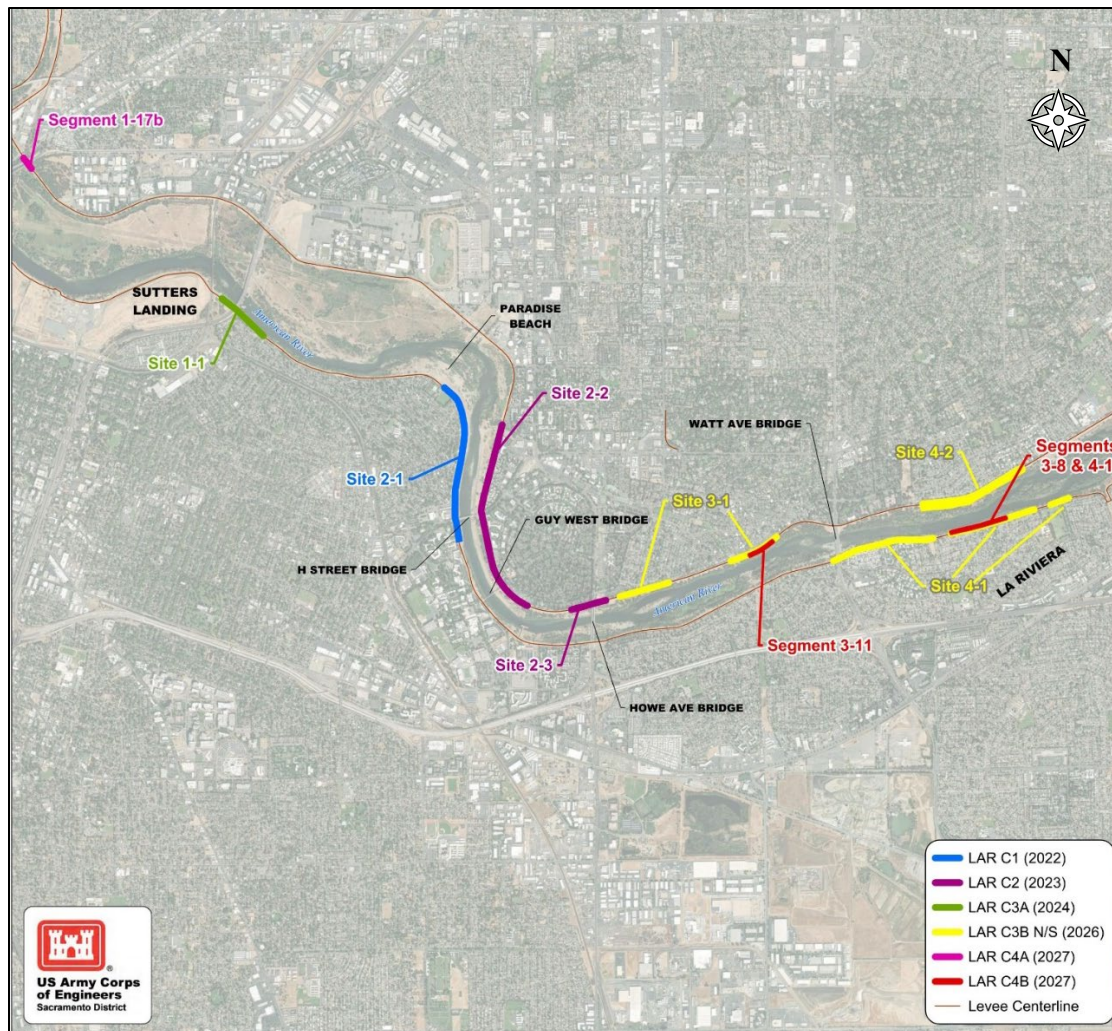 N
Segment 1-17b
SUTTERS
LANDING
American River
Site 1-1
PARADISE
BEACH
Site 2-2
Site 2-1
WATT AVE BRIDGE
Site 4-2
Segments
3-8 & 4-1
Site 3-1
GUY WEST BRIDGE
H STREET BRIDGE
American River
LA RIVIERA
Site 4-1
Segment 3-11
Site 2-3
HOWE AVE BRIDGE
LAR C1 (2022)
LAR C2 (2023)
LAR C3A (2024)
LAR C3B N/S (2026)
LAR C4A (2027)
LAR C4B (2027)
Levee Centerline
®
US Army Corps
of Engineers
Sacramento District